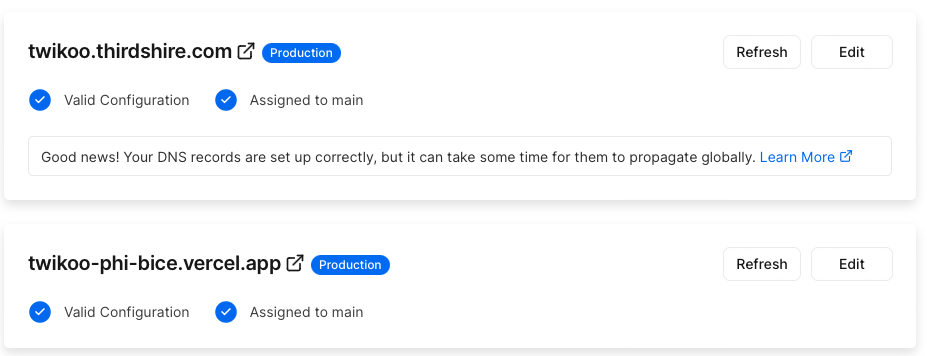 twikoo.thirdshire.com Production Refresh Edit
Valid Configuration Assigned to main
Good news! Your DNS records are set up correctly, but it can take some time for them to propagate globally. Learn More
twikoo-phi-bice.vercel.app Production Refresh Edit
Valid Configuration Assigned to main